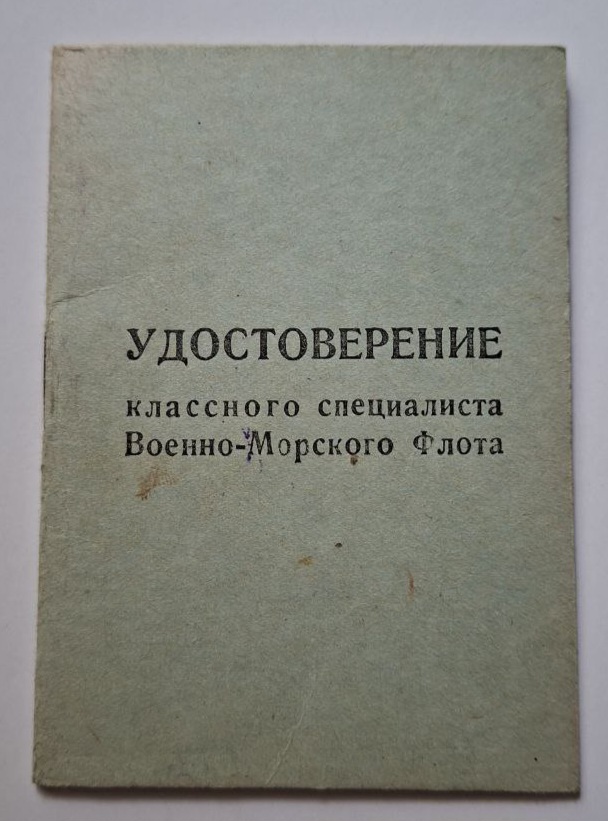 УДОСТОВЕРЕНИЕ
классного специалиста
Военно-Морского Флота